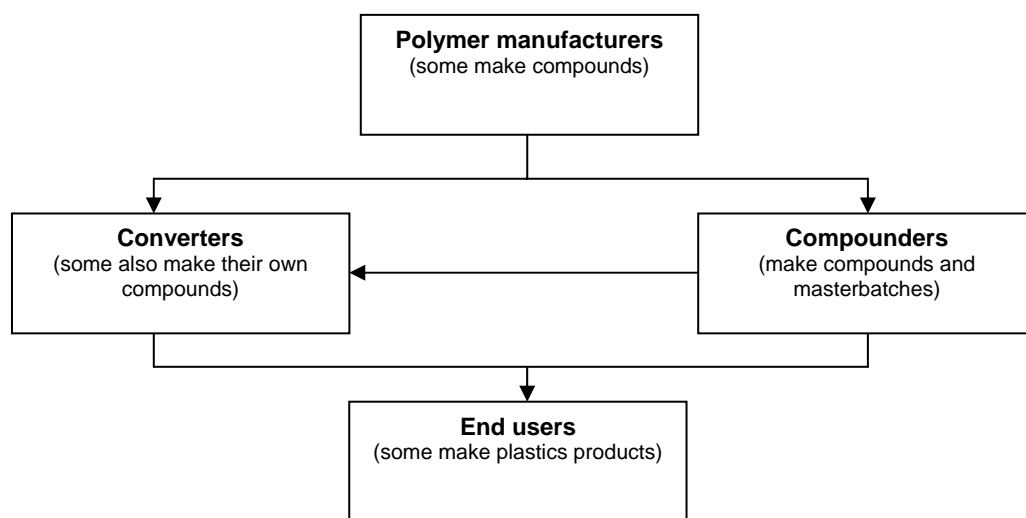 Polymer manufacturers
(some make compounds)
Converters
(some also make their own
compounds)
Compounders
(make compounds and
masterbatches)
End users
(some make plastics products)